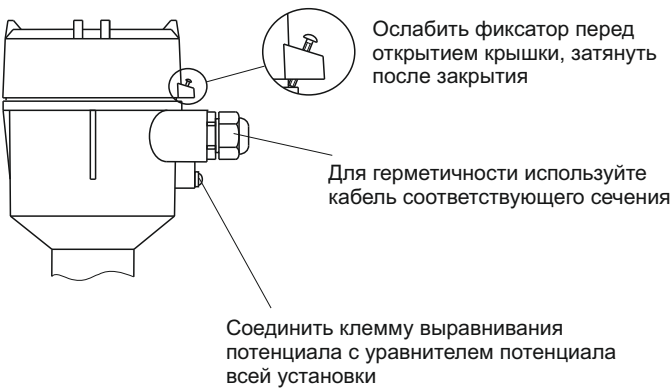 Ослабить фиксатор перед
открытием крышки, затянуть
после закрытия
Для герметичности используйте
кабель соответствующего сечения
Соединить клемму выравнивания
потенциала с уравнителем потенциала
всей установки